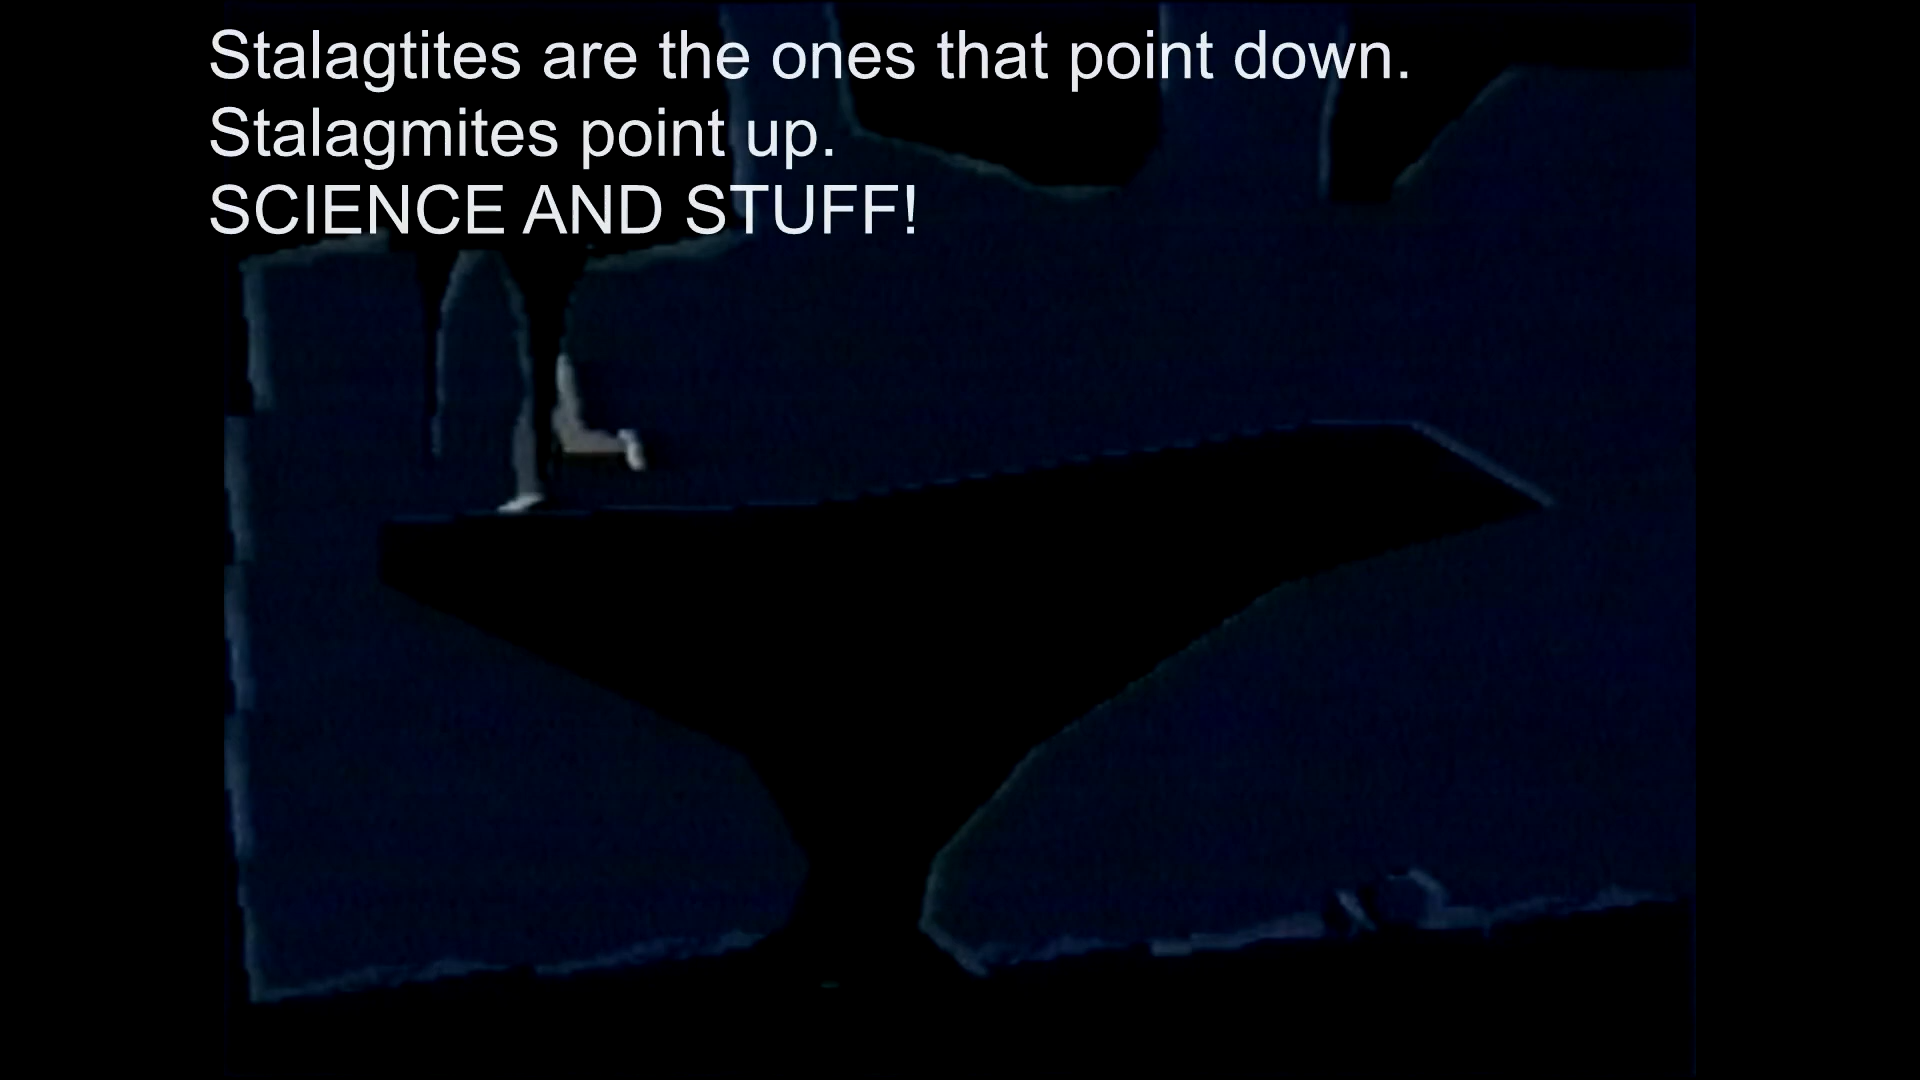 Stalagtites are the ones that point down.
Stalagmites point up.
SCIENCE AND STUFF!